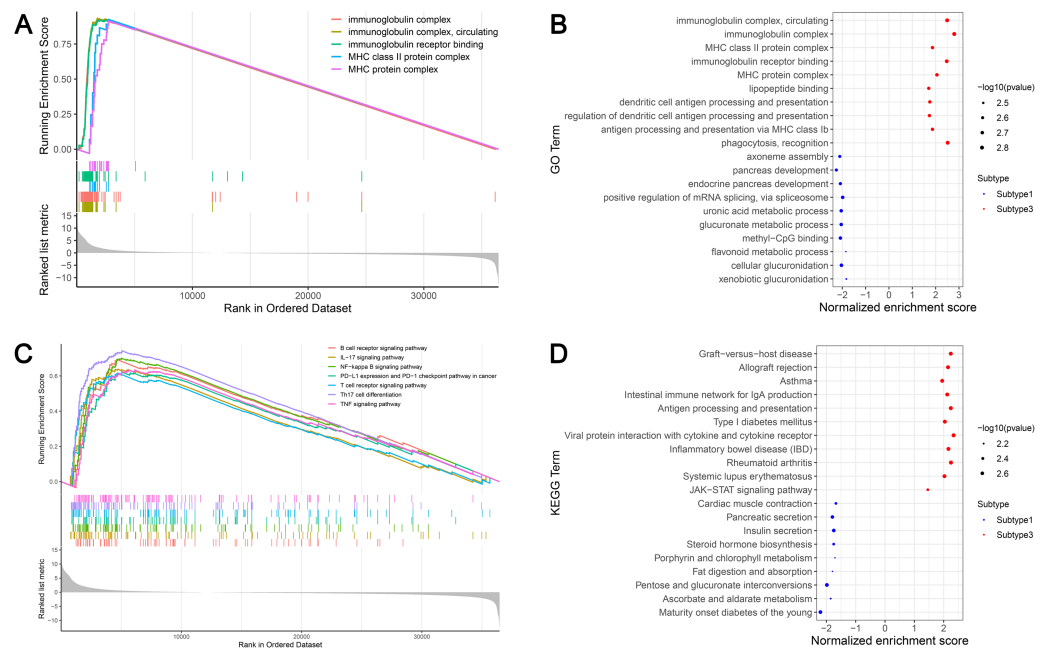 A
Running Enrichment Score
0.75
0.50
0.25
0.00
immunoglobulin complex
immunoglobulin complex, circulating
immunoglobulin receptor binding
MHC class II protein complex
MHC protein complex
Ranked list metric
15
10
5
0
−5
−10
10000
20000
30000
Rank in Ordered Dataset
B
GO Term
immunoglobulin complex, circulating
immunoglobulin complex
MHC class II protein complex
immunoglobulin receptor binding
MHC protein complex
lipopeptide binding
dendritic cell antigen processing and presentation
regulation of dendritic cell antigen processing and presentation
antigen processing and presentation via MHC class Ib
phagocytosis, recognition
axoneme assembly
pancreas development
endocrine pancreas development
positive regulation of mRNA splicing, via spliceosome
uronic acid metabolic process
glucuronate metabolic process
methyl−CpG binding
flavonoid metabolic process
cellular glucuronidation
xenobiotic glucuronidation
−2 −1 0 1 2 3
Normalized enrichment score
−log10(pvalue)
2.5
2.6
2.7
2.8
Subtype
Subtype1
Subtype3
C
Running Enrichment Score
0.6
0.4
0.2
0.0
B cell receptor signaling pathway
IL−17 signaling pathway
NF−kappa B signaling pathway
PD−L1 expression and PD−1 checkpoint pathway in cancer
T cell receptor signaling pathway
Th17 cell differentiation
TNF signaling pathway
Ranked list metric
15
10
5
0
−5
−10
10000
20000
30000
Rank in Ordered Dataset
D
KEGG Term
Graft−versus−host disease
Allograft rejection
Asthma
Intestinal immune network for IgA production
Antigen processing and presentation
Type I diabetes mellitus
Viral protein interaction with cytokine and cytokine receptor
Inflammatory bowel disease (IBD)
Rheumatoid arthritis
Systemic lupus erythematosus
JAK−STAT signaling pathway
Cardiac muscle contraction
Pancreatic secretion
Insulin secretion
Steroid hormone biosynthesis
Porphyrin and chlorophyll metabolism
Fat digestion and absorption
Pentose and glucuronate interconversions
Ascorbate and aldarate metabolism
Maturity onset diabetes of the young
−2 −1 0 1 2
Normalized enrichment score
−log10(pvalue)
2.2
2.4
2.6
Subtype
Subtype1
Subtype3